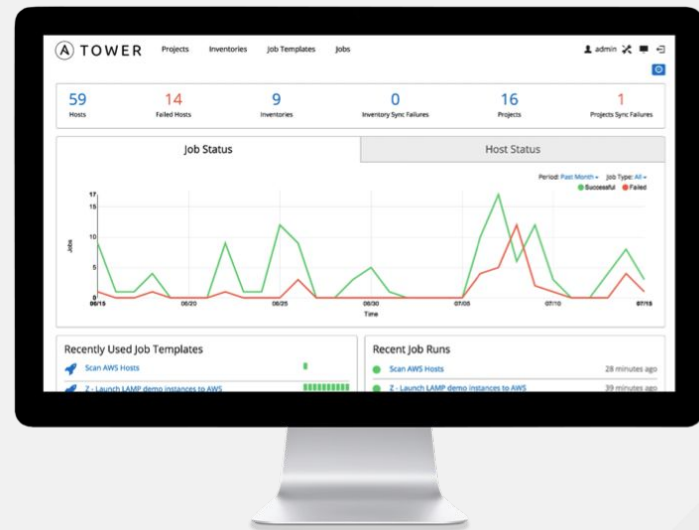 A TOWER Projects Inventories Job Templates Jobs admin
59 14 9 0 16 1
Hosts Failed Hosts Inventories Inventory Sync Failures Projects Projects Sync Failures
Job Status Host Status
Period: Past Month Job Type: All
Successful Failed
17
15
10
5
0
Jobs
06/15 06/20 06/25 06/30 07/05 07/10 07/15
Time
Recently Used Job Templates Recent Job Runs
Scan AWS Hosts Scan AWS Hosts 28 minutes ago
Z - Launch LAMP demo instances to AWS Z - Launch LAMP demo instances to AWS 39 minutes ago